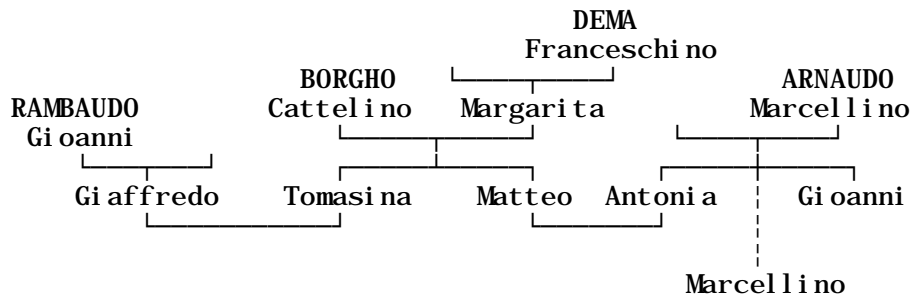 DEMA
Franceschino
BORGHO ARNAUDO
RAMBAUDO Cattelino Margarita Marcellino
Gioanni
Giaffredo Tomasina Matteo Antonia Gioanni
Marcellino